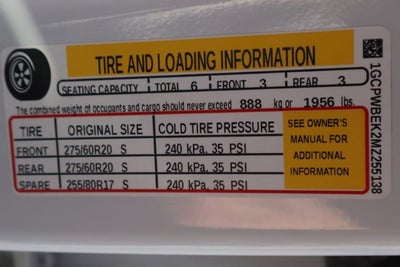 TIRE AND LOADING INFORMATION
SEATING CAPACITY TOTAL 6 FRONT 3 REAR 3
The combined weight of occupants and cargo should never exceed 888 kg or 1956 lbs.
TIRE ORIGINAL SIZE COLD TIRE PRESSURE
FRONT 275/60R20 S 240 kPa, 35 PSI
REAR 275/60R20 S 240 kPa, 35 PSI
SPARE 255/80R17 S 240 kPa, 35 PSI
SEE OWNER'S
MANUAL FOR
ADDITIONAL
INFORMATION
1GCPWBEK2MZ255138